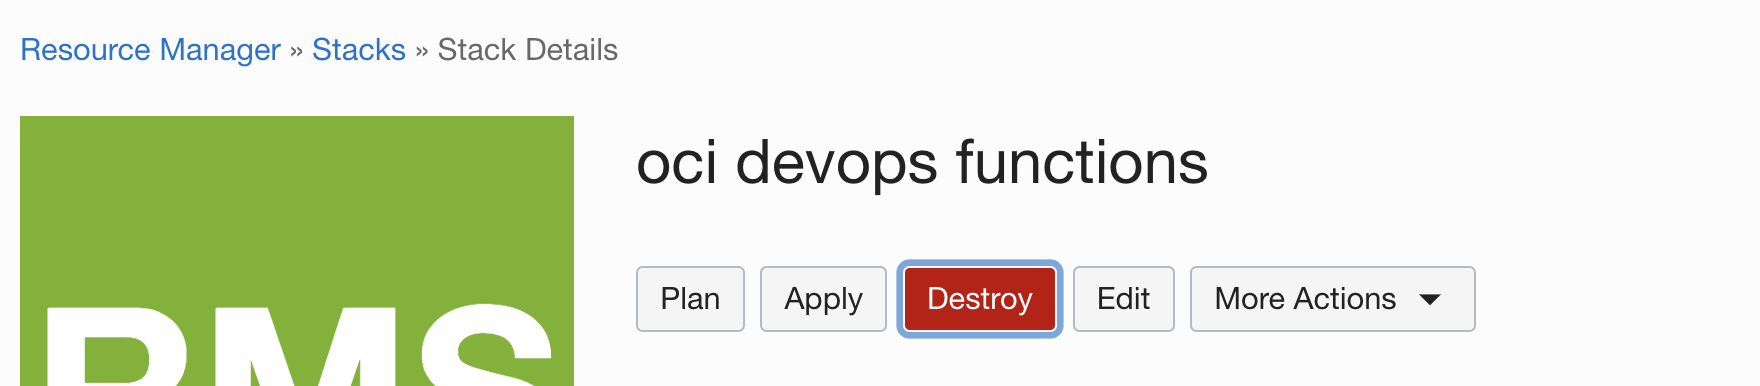 Resource Manager » Stacks » Stack Details
oci devops functions
Plan Apply Destroy Edit More Actions
RMS